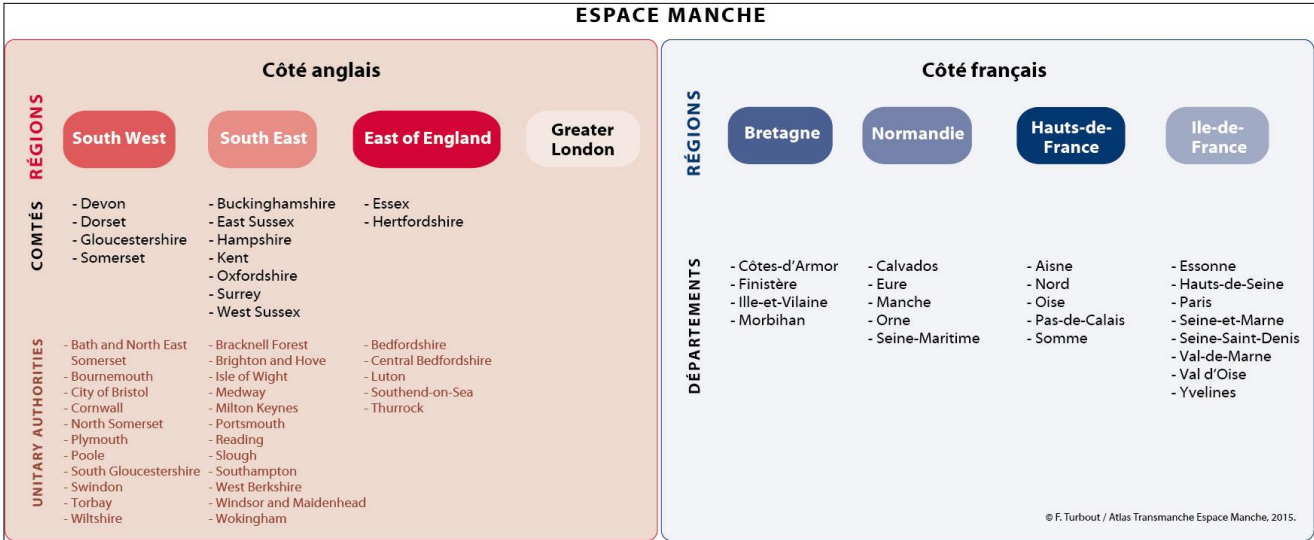 ESPACE MANCHE
Côté anglais
RÉGIONS
South West
South East
East of England
Greater
London
COMTÉS
- Devon
- Dorset
- Gloucestershire
- Somerset
- Buckinghamshire
- East Sussex
- Hampshire
- Kent
- Oxfordshire
- Surrey
- West Sussex
- Essex
- Hertfordshire
UNITARY AUTHORITIES
- Bath and North East
Somerset
- Bournemouth
- City of Bristol
- Cornwall
- North Somerset
- Plymouth
- Poole
- South Gloucestershire
- Swindon
- Torbay
- Wiltshire
- Bracknell Forest
- Brighton and Hove
- Isle of Wight
- Medway
- Milton Keynes
- Portsmouth
- Reading
- Slough
- Southampton
- West Berkshire
- Windsor and Maidenhead
- Wokingham
- Bedfordshire
- Central Bedfordshire
- Luton
- Southend-on-Sea
- Thurrock
Côté français
RÉGIONS
Bretagne
Normandie
Hauts-de-
France
Ile-de-
France
DÉPARTEMENTS
- Côtes-d'Armor
- Finistère
- Ille-et-Vilaine
- Morbihan
- Calvados
- Eure
- Manche
- Orne
- Seine-Maritime
- Aisne
- Nord
- Oise
- Pas-de-Calais
- Somme
- Essonne
- Hauts-de-Seine
- Paris
- Seine-et-Marne
- Seine-Saint-Denis
- Val-de-Marne
- Val d'Oise
- Yvelines
© F. Turbout / Atlas Transmanche Espace Manche, 2015.